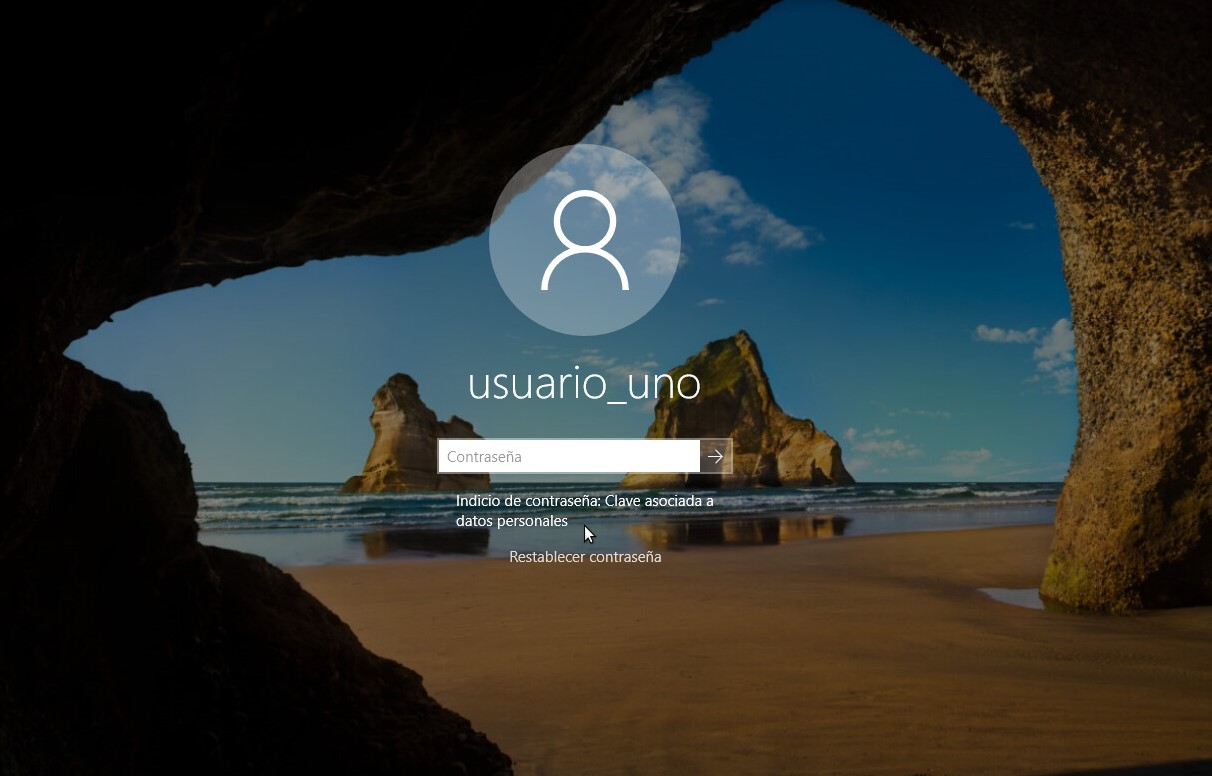 usuario_uno
Contraseña
Indicio de contraseña: Clave asociada a
datos personales
Restablecer contraseña